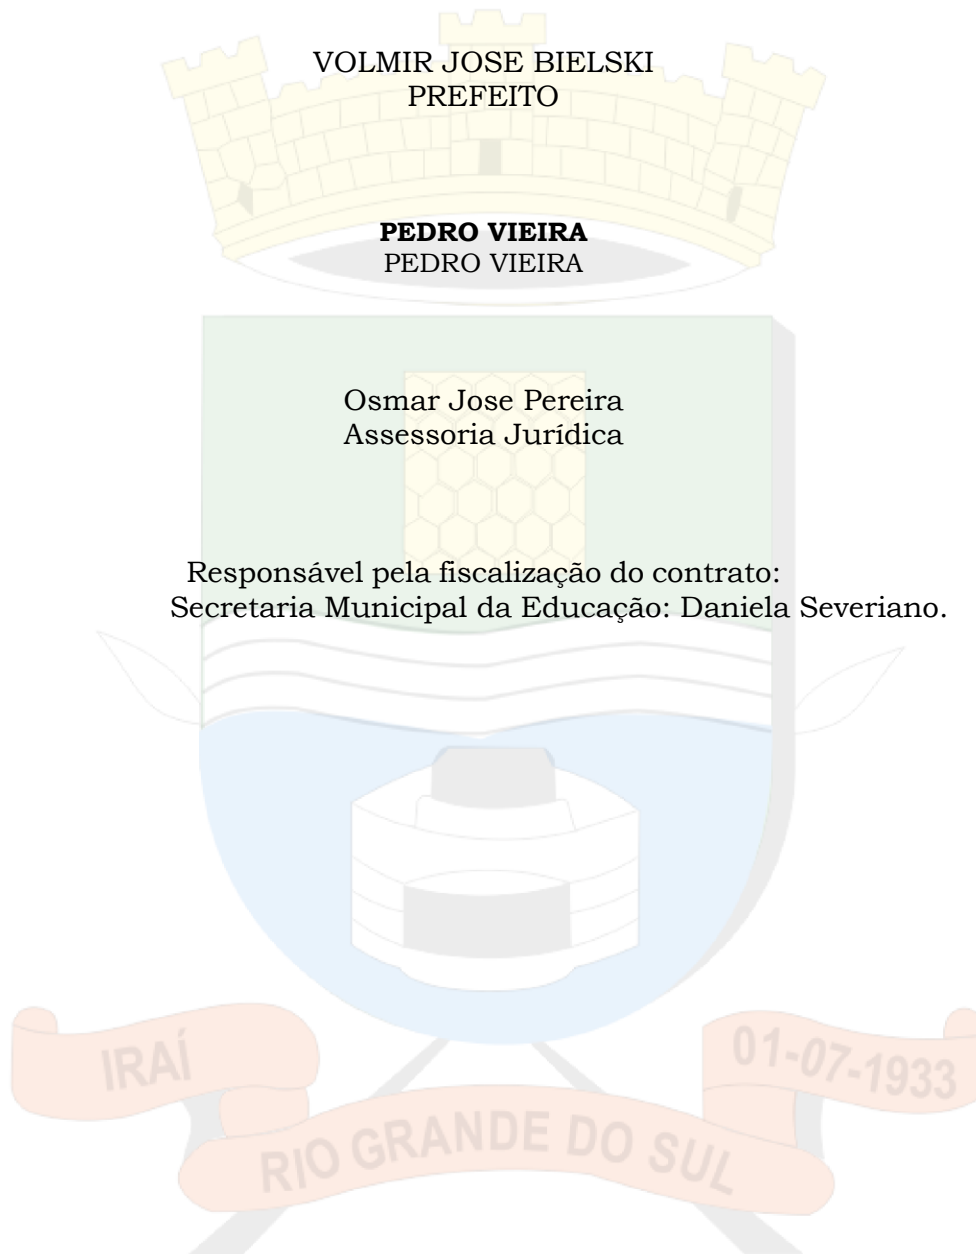 VOLMIR JOSE BIELSKI
PREFEITO
PEDRO VIEIRA
PEDRO VIEIRA
Osmar Jose Pereira
Assessoria Jurídica
Responsável pela fiscalização do contrato:
Secretaria Municipal da Educação: Daniela Severiano.
IRAÍ
01-07-1933
RIO GRANDE DO SUL